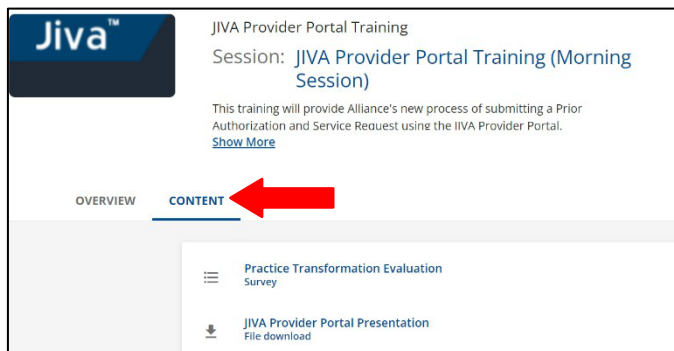 Jiva™
JIVA Provider Portal Training
Session: JIVA Provider Portal Training (Morning
Session)
This training will provide Alliance's new process of submitting a Prior
Authorization and Service Request using the JIVA Provider Portal.
Show More
OVERVIEW CONTENT
Practice Transformation Evaluation
Survey
JIVA Provider Portal Presentation
File download